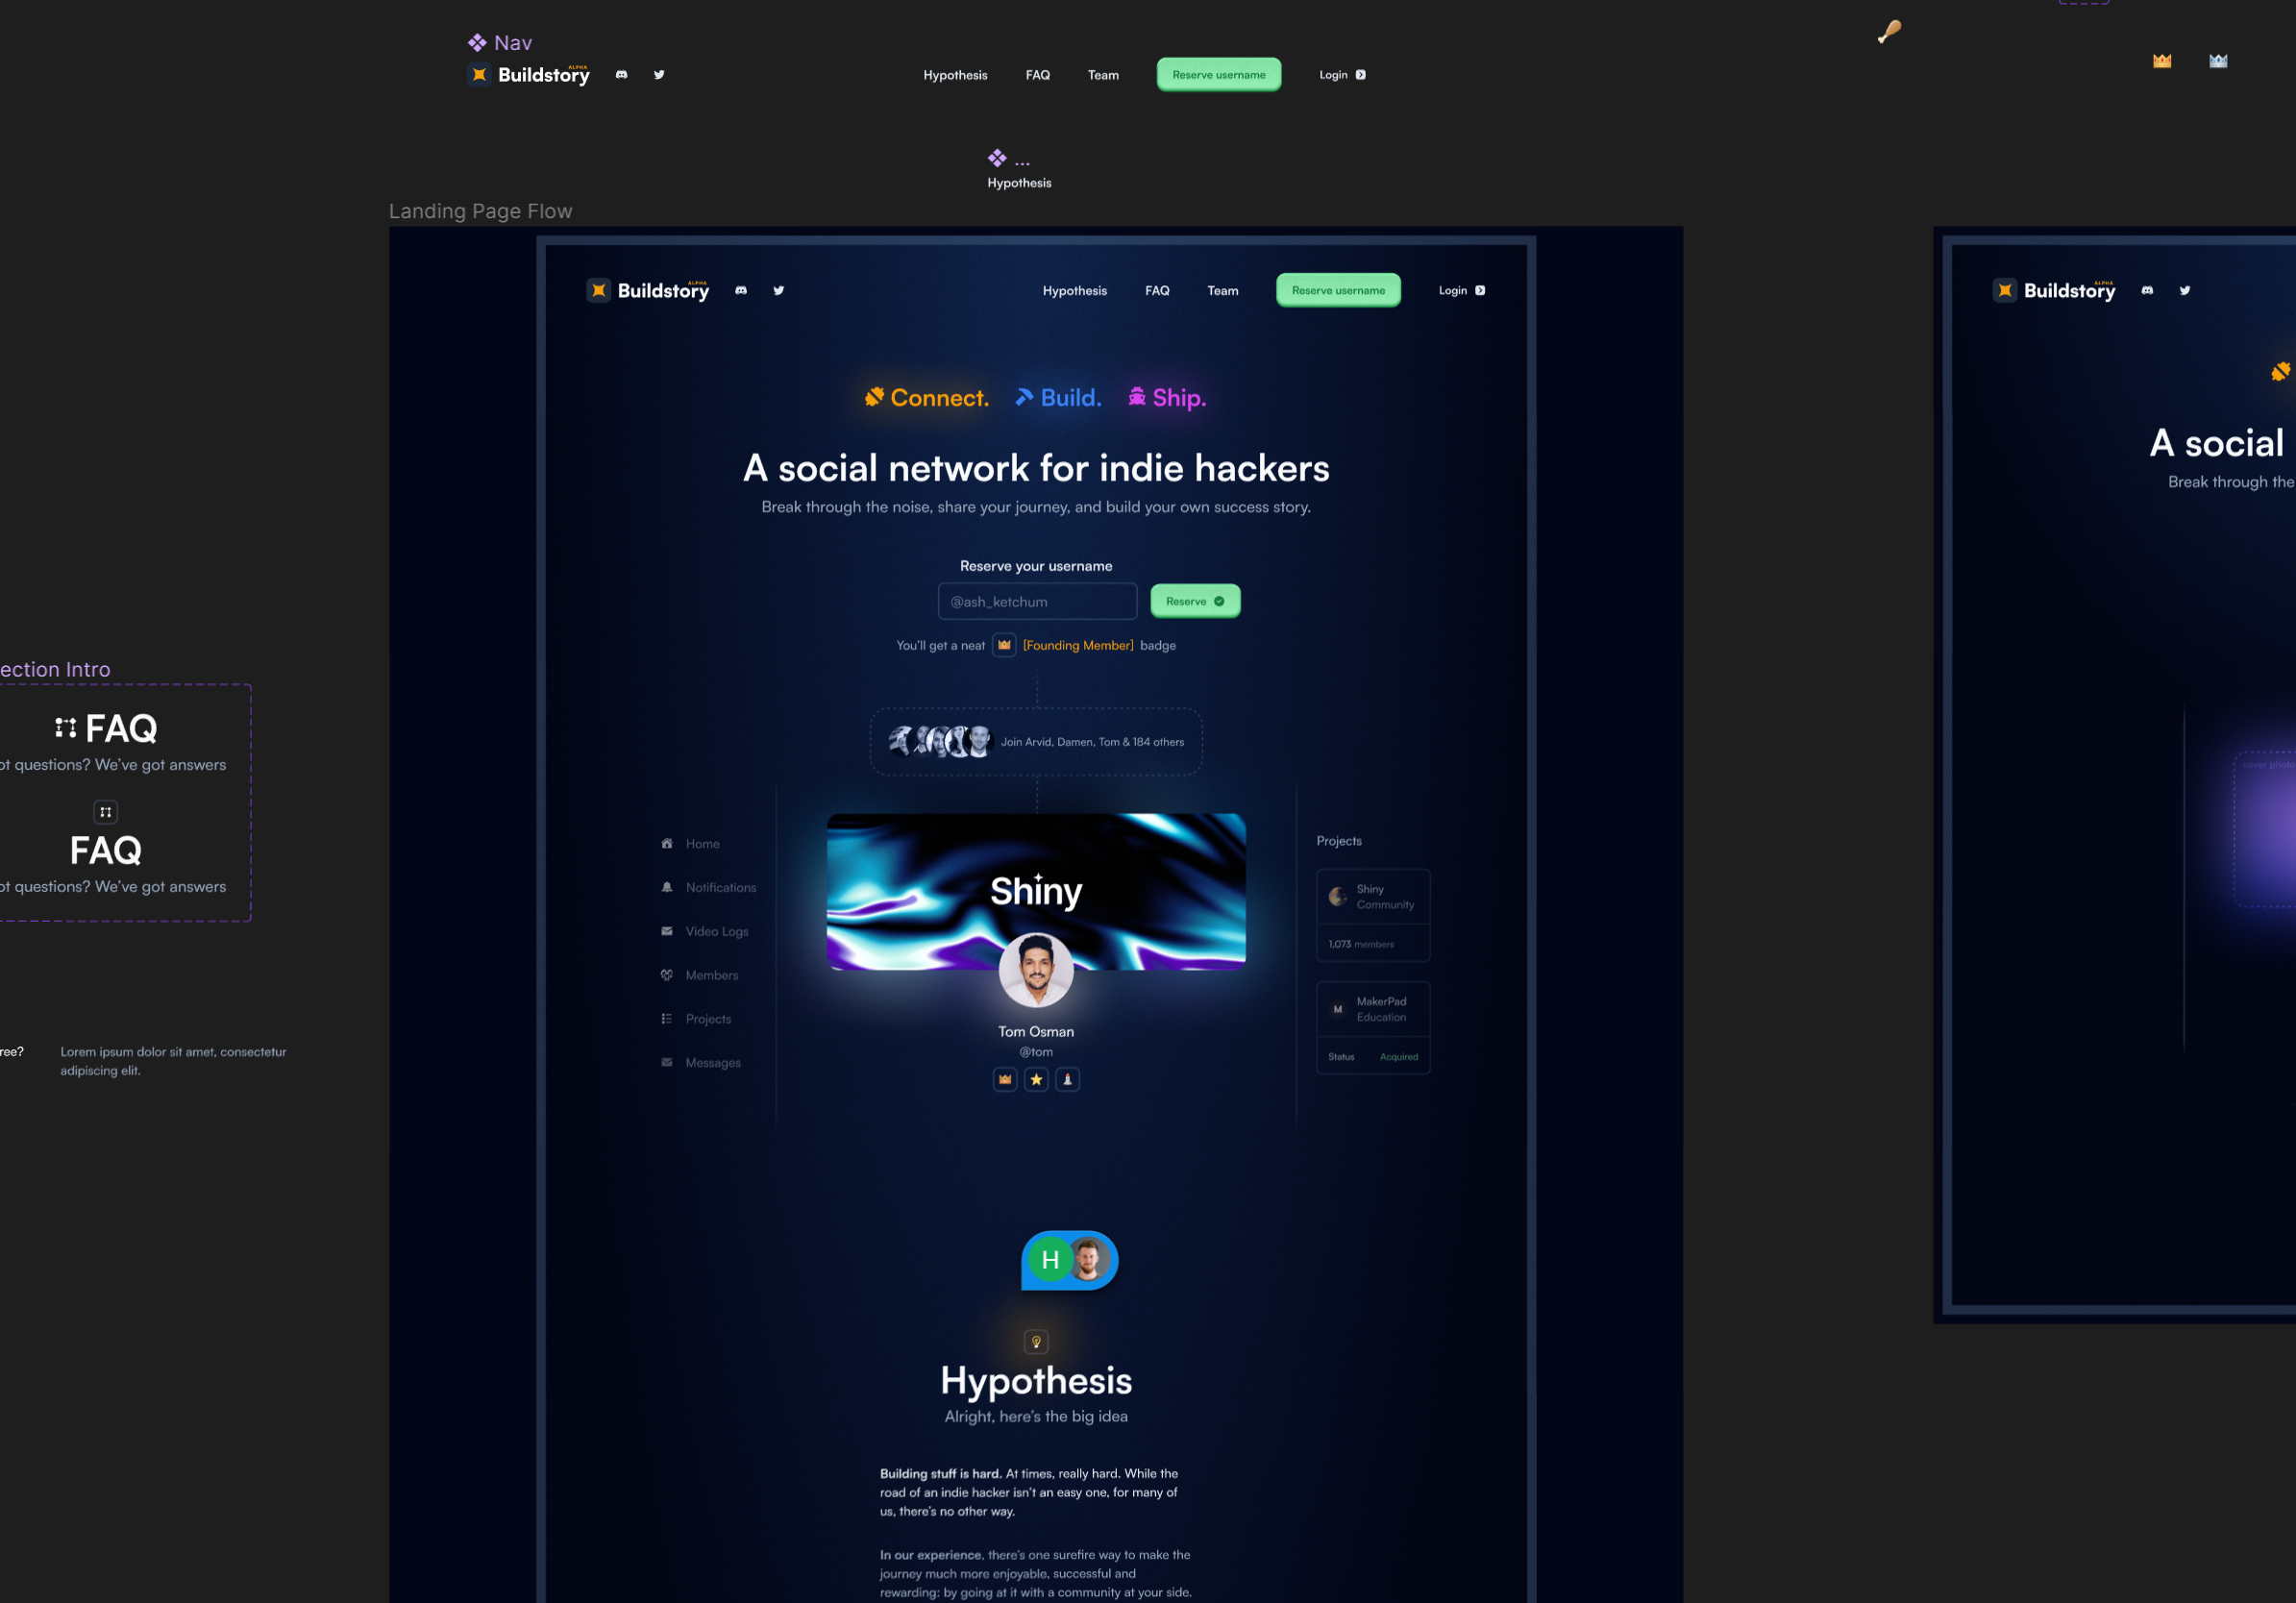 Nav
Buildstory ALPHA
Hypothesis FAQ Team Reserve username Login
...
Hypothesis
Landing Page Flow
Buildstory ALPHA
Hypothesis FAQ Team Reserve username Login
Connect. Build. Ship.
A social network for indie hackers
Break through the noise, share your journey, and build your own success story.
Reserve your username
@ash_ketchum
Reserve
You'll get a neat [Founding Member] badge
Join Arvid, Damen, Tom & 184 others
Home
Notifications
Video Logs
Members
Projects
Messages
Shiny
Tom Osman
@tom
Projects
Shiny
Community
1,073 members
M
MakerPad
Education
Status Acquired
H
Hypothesis
Alright, here's the big idea
Building stuff is hard. At times, really hard. While the
road of an indie hacker isn't an easy one, for many of
us, there's no other way.
In our experience, there's one surefire way to make the
journey much more enjoyable, successful and
rewarding: by going at it with a community at your side.
ection Intro
FAQ
ot questions? We've got answers
FAQ
ot questions? We've got answers
ree?
Lorem ipsum dolor sit amet, consectetur
adipiscing elit.
Buildstory ALPHA
A social
Break through the
cover photo